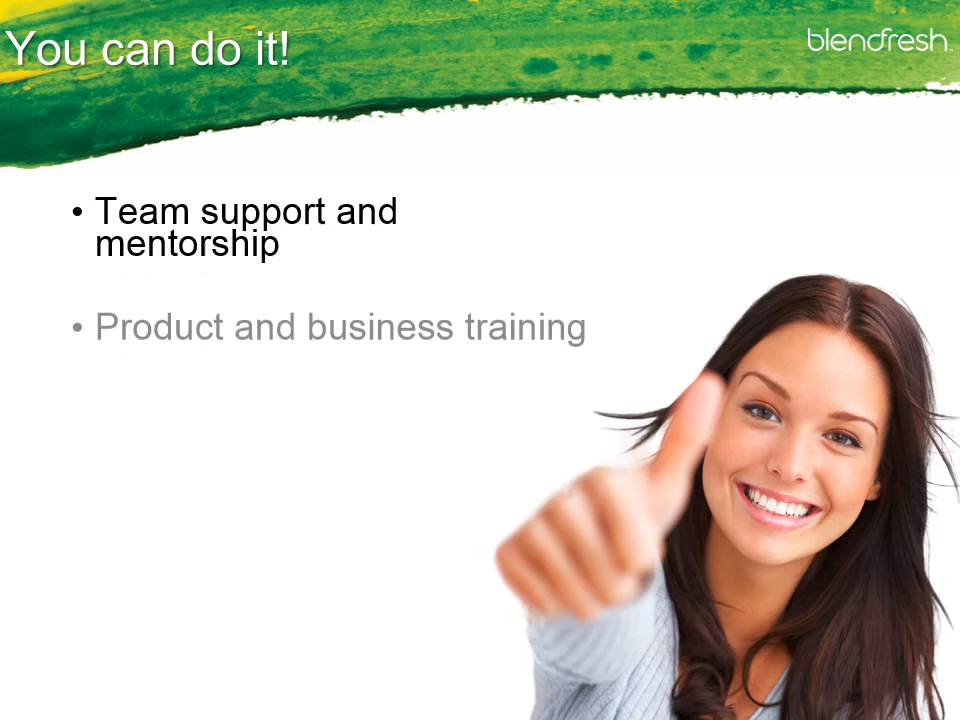 You can do it!
blendfresh
• Team support and
mentorship
• Product and business training